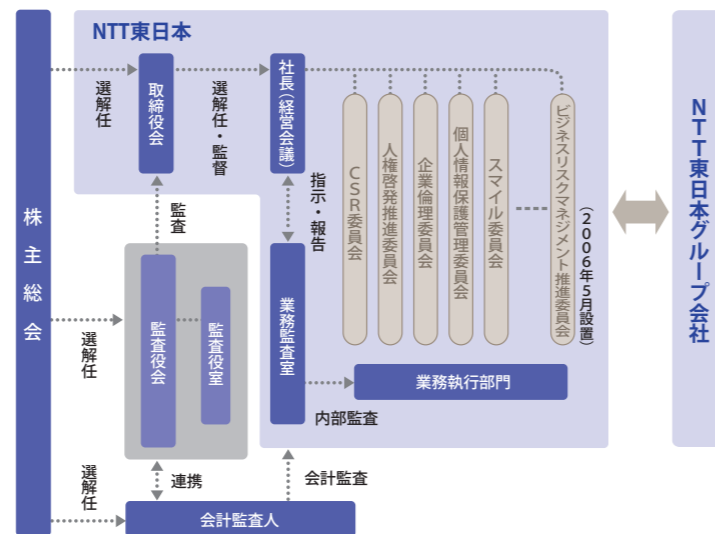 NTT東日本
株主総会
選解任
取締役会
選解任・監督
社長(経営会議)
CSR委員会
人権啓発推進委員会
企業倫理委員会
個人情報保護管理委員会
スマイル委員会
ビジネスリスクマネジメント推進委員会
(2006年5月設置)
NTT東日本グループ会社
監査
指示・報告
選解任
監査役会
監査役室
業務監査室
業務執行部門
内部監査
選解任
連携
会計監査
会計監査人